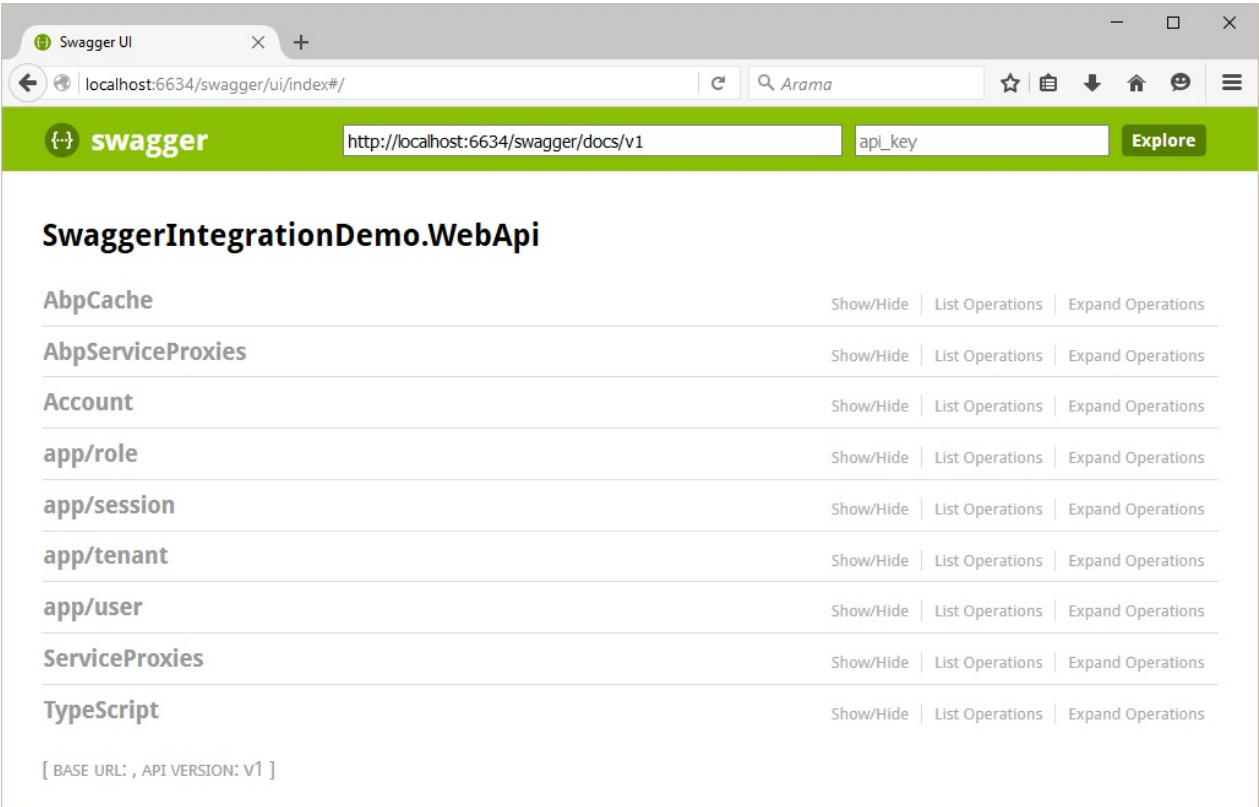 Swagger UI
localhost:6634/swagger/ui/index#/
Arama
{··} swagger
http://localhost:6634/swagger/docs/v1
api_key
Explore
SwaggerIntegrationDemo.WebApi
AbpCache Show/Hide List Operations Expand Operations
AbpServiceProxies Show/Hide List Operations Expand Operations
Account Show/Hide List Operations Expand Operations
app/role Show/Hide List Operations Expand Operations
app/session Show/Hide List Operations Expand Operations
app/tenant Show/Hide List Operations Expand Operations
app/user Show/Hide List Operations Expand Operations
ServiceProxies Show/Hide List Operations Expand Operations
TypeScript Show/Hide List Operations Expand Operations
[ BASE URL: , API VERSION: V1 ]